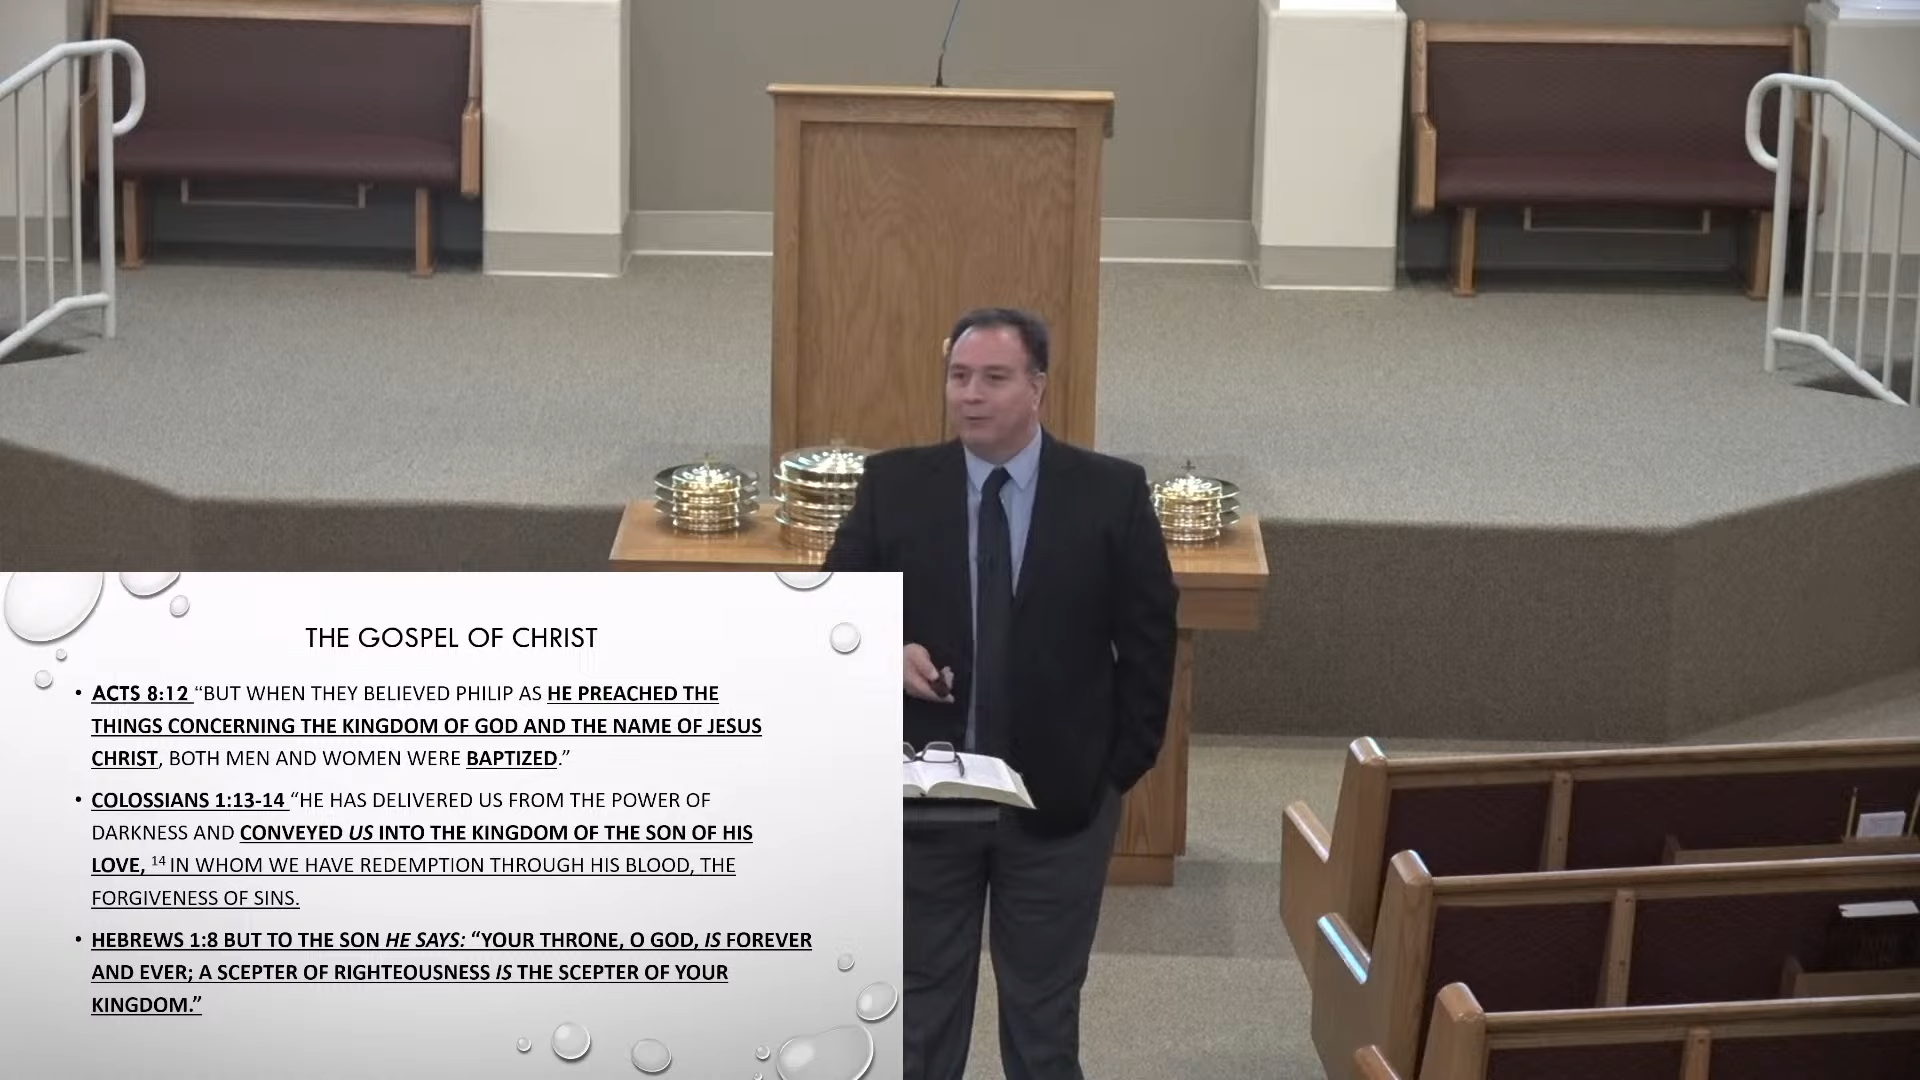 THE GOSPEL OF CHRIST
• ACTS 8:12 “BUT WHEN THEY BELIEVED PHILIP AS HE PREACHED THE
THINGS CONCERNING THE KINGDOM OF GOD AND THE NAME OF JESUS
CHRIST, BOTH MEN AND WOMEN WERE BAPTIZED.”
• COLOSSIANS 1:13-14 “HE HAS DELIVERED US FROM THE POWER OF
DARKNESS AND CONVEYED US INTO THE KINGDOM OF THE SON OF HIS
LOVE, 14 IN WHOM WE HAVE REDEMPTION THROUGH HIS BLOOD, THE
FORGIVENESS OF SINS.
• HEBREWS 1:8 BUT TO THE SON HE SAYS: “YOUR THRONE, O GOD, IS FOREVER
AND EVER; A SCEPTER OF RIGHTEOUSNESS IS THE SCEPTER OF YOUR
KINGDOM.”